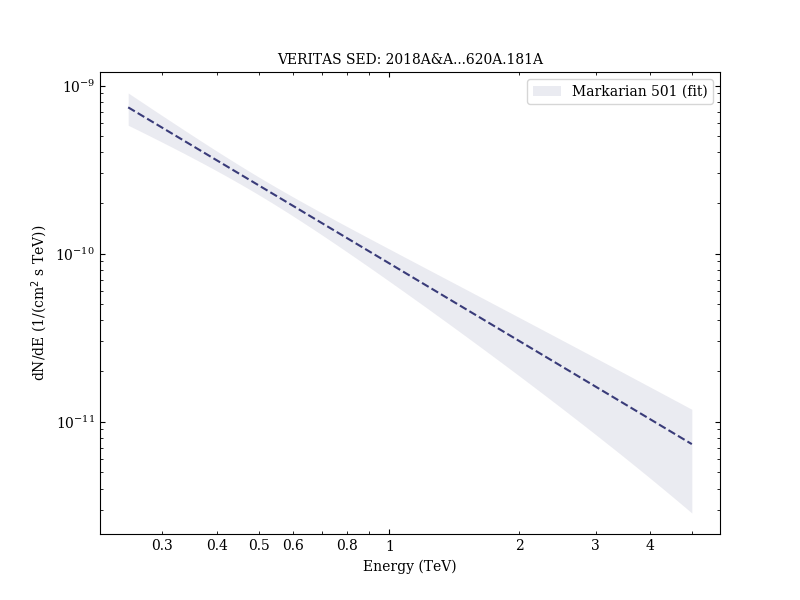 VERITAS SED: 2018A&A...620A.181A
Markarian 501 (fit)
dN/dE (1/(cm² s TeV))
10⁻⁹
10⁻¹⁰
10⁻¹¹
0.3 0.4 0.5 0.6 0.8 1 2 3 4
Energy (TeV)